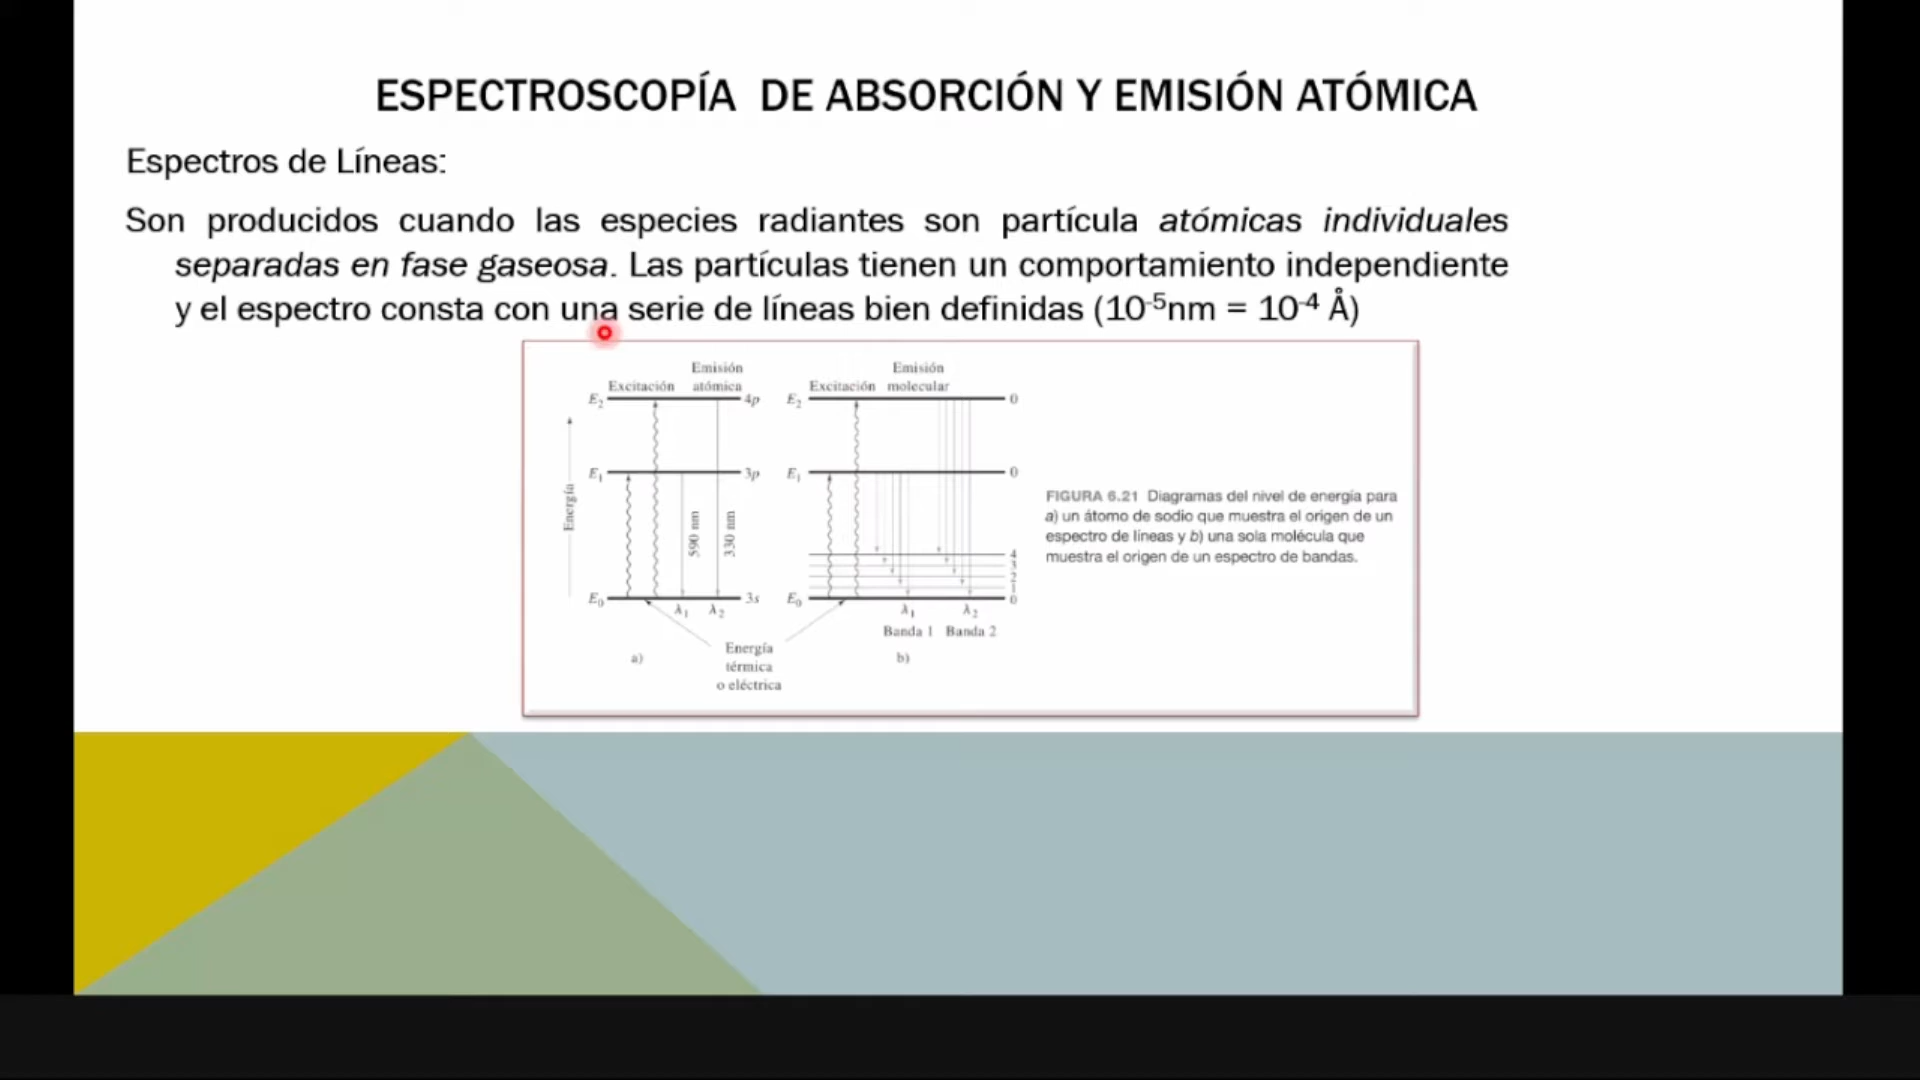 ESPECTROSCOPÍA DE ABSORCIÓN Y EMISIÓN ATÓMICA
Espectros de Líneas:
Son producidos cuando las especies radiantes son partícula atómicas individuales
separadas en fase gaseosa. Las partículas tienen un comportamiento independiente
y el espectro consta con una serie de líneas bien definidas (10⁻⁵nm = 10⁻⁴ Å)
Excitación
Emisión
atómica
E₂
4p
E₁
3p
Energía
590 nm
330 nm
E₀
3s
λ₁
λ₂
a)
Energía
térmica
o eléctrica
Excitación
Emisión
molecular
E₂
0
E₁
0
4
3
2
1
E₀
0
λ₁
λ₂
Banda 1
Banda 2
b)
FIGURA 6.21 Diagramas del nivel de energía para
a) un átomo de sodio que muestra el origen de un
espectro de líneas y b) una sola molécula que
muestra el origen de un espectro de bandas.